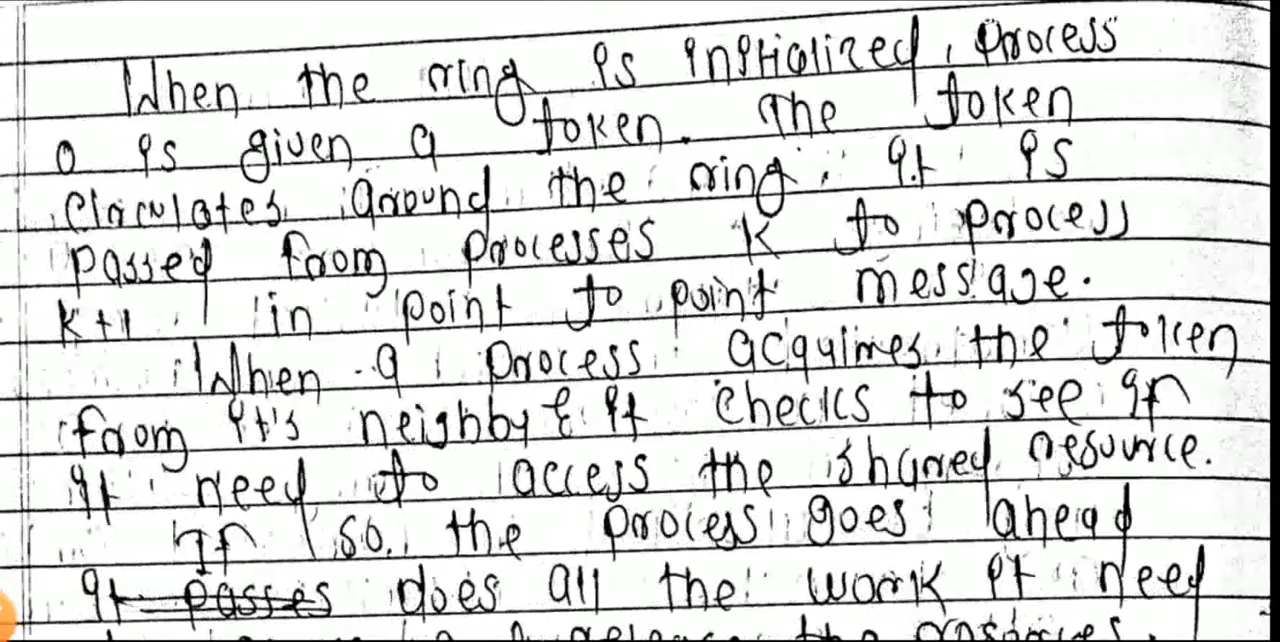 When the ring is initialized, process
0 is given a token. The token
circulates around the ring. It is
passed from processes K to process
k+1 in point to point message.
When a process acquires the token
from it's neighby & it checks to see if
it need to access the shared resource.
If so, the process goes ahead
It passes does all the work it need
the resources.